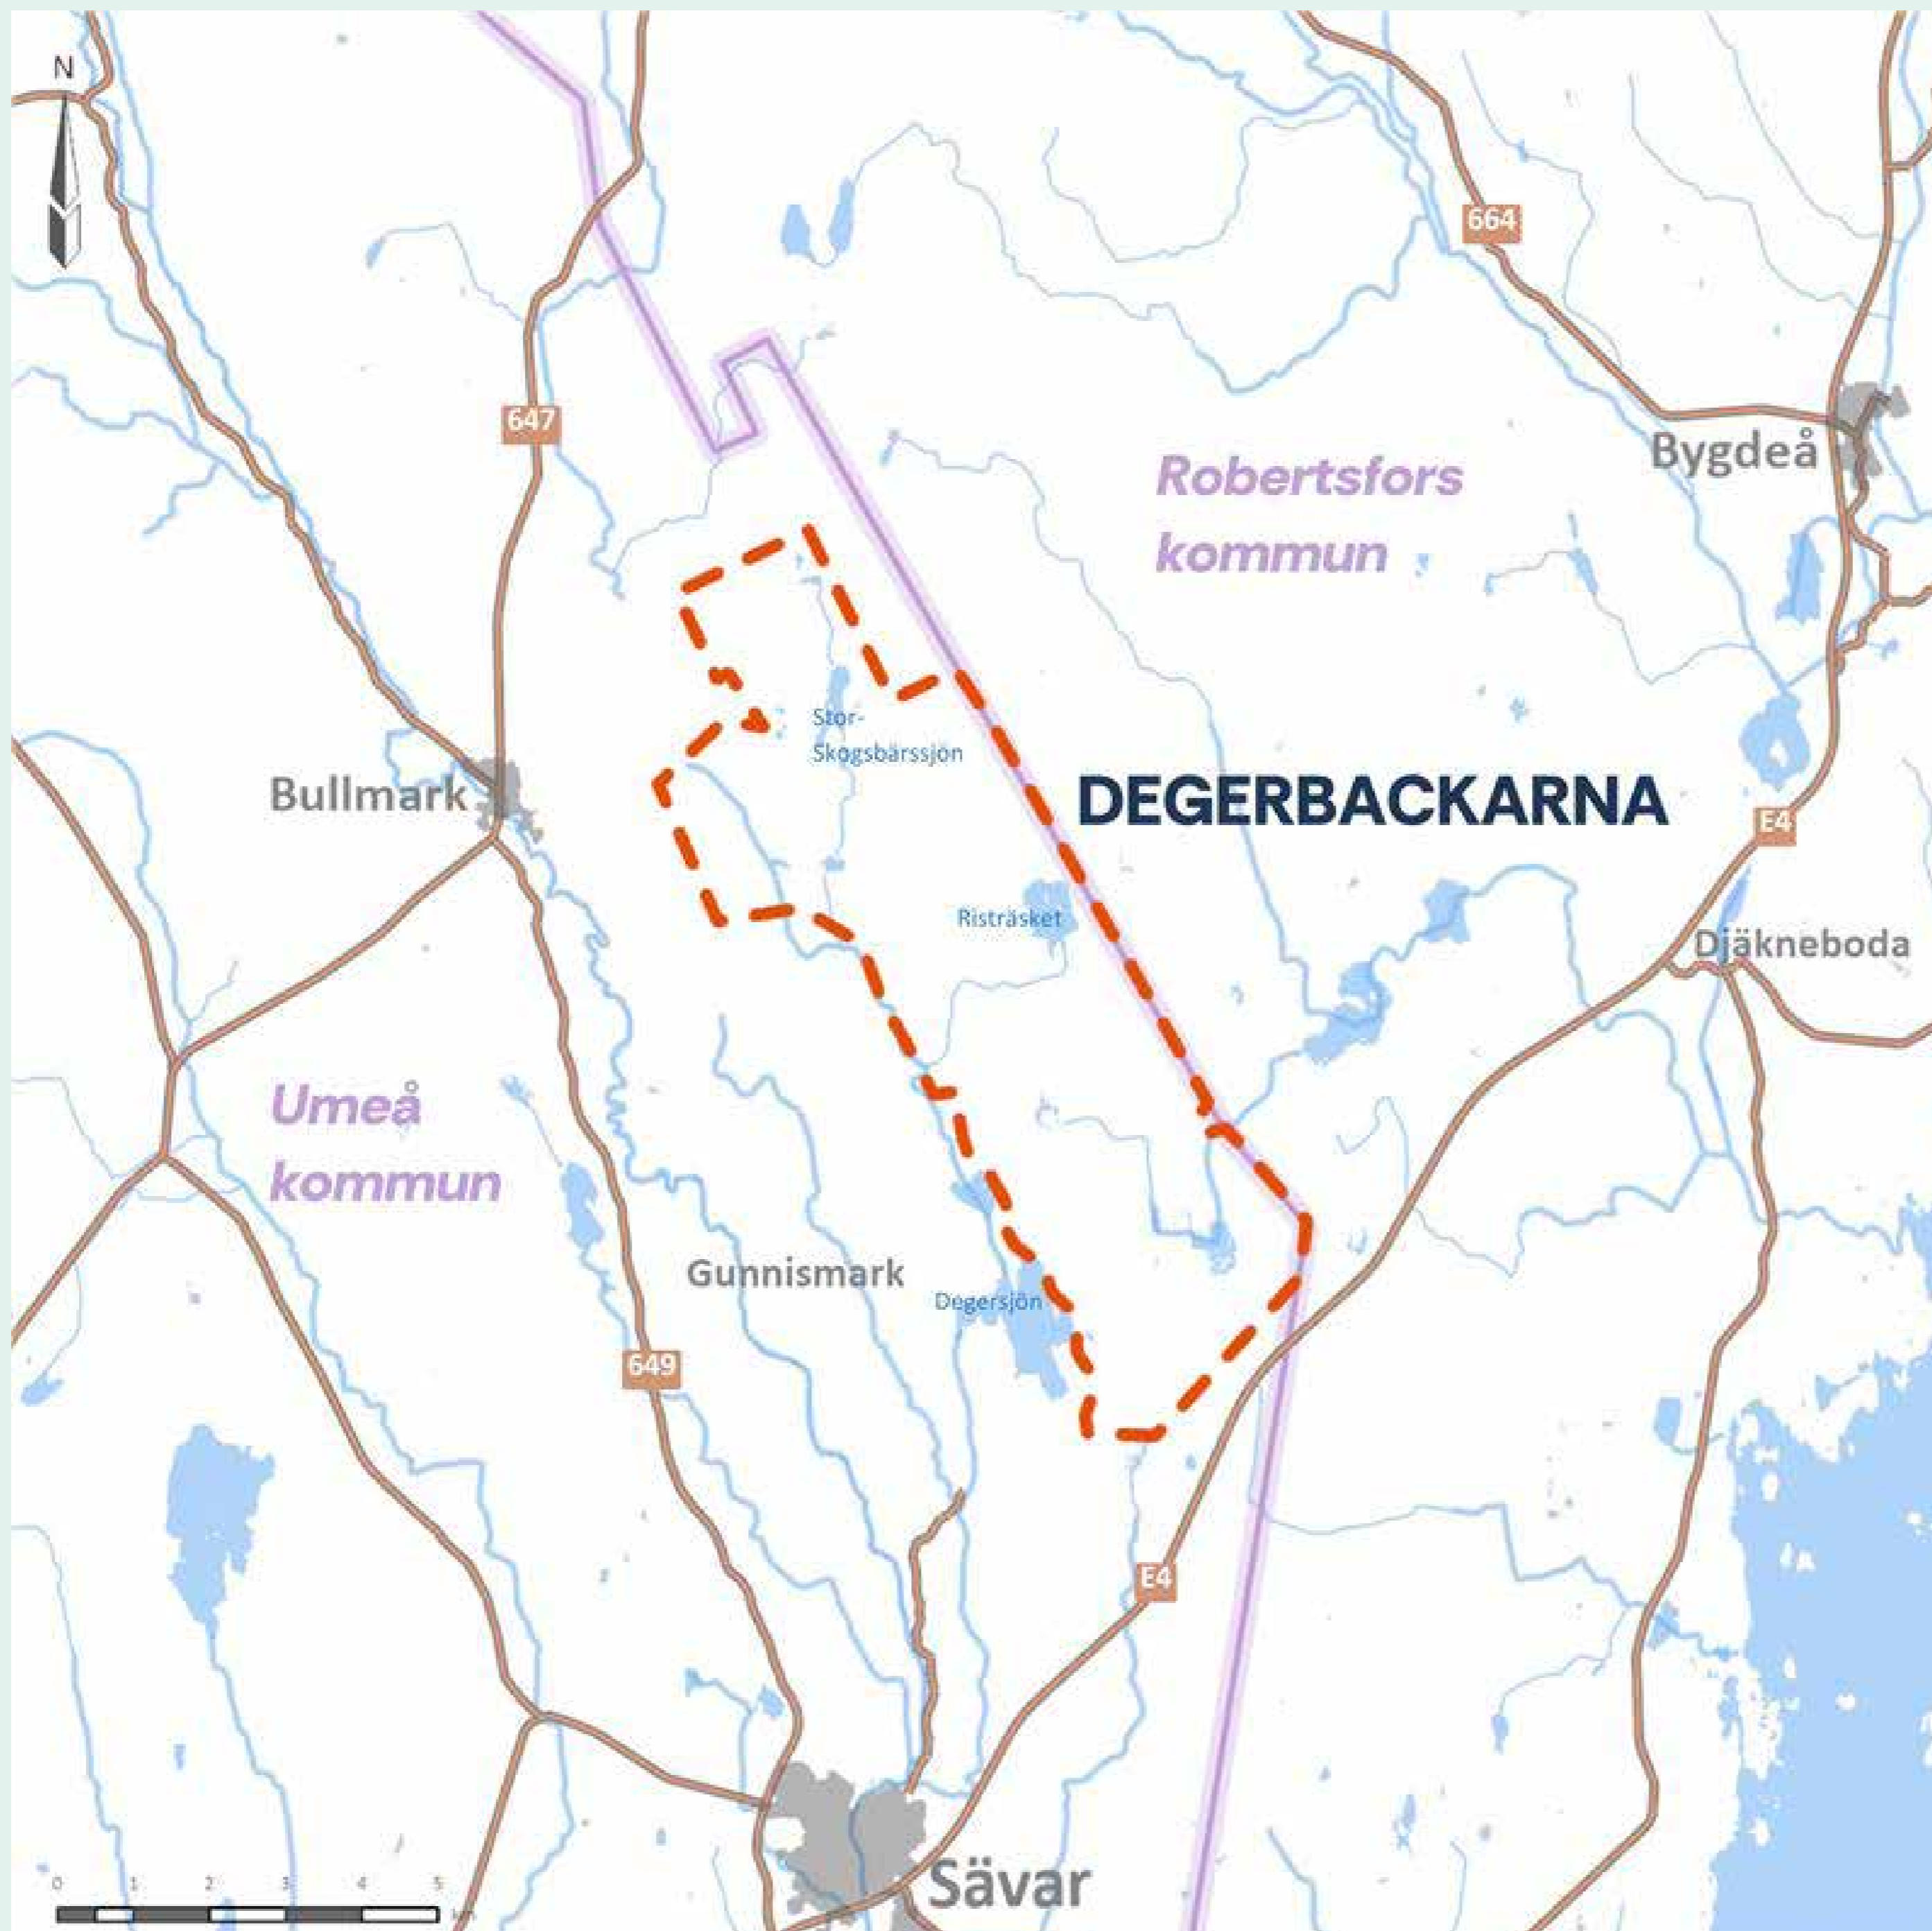 N
664
647
Bygdeå
Robertsfors
kommun
Stor-
Skogsbärssjön
Bullmark
DEGERBACKARNA
E4
Risträsket
Djäkneboda
Umeå
kommun
Gunnismark
Degersjön
649
E4
Sävar
0 1 2 3 4 5
km